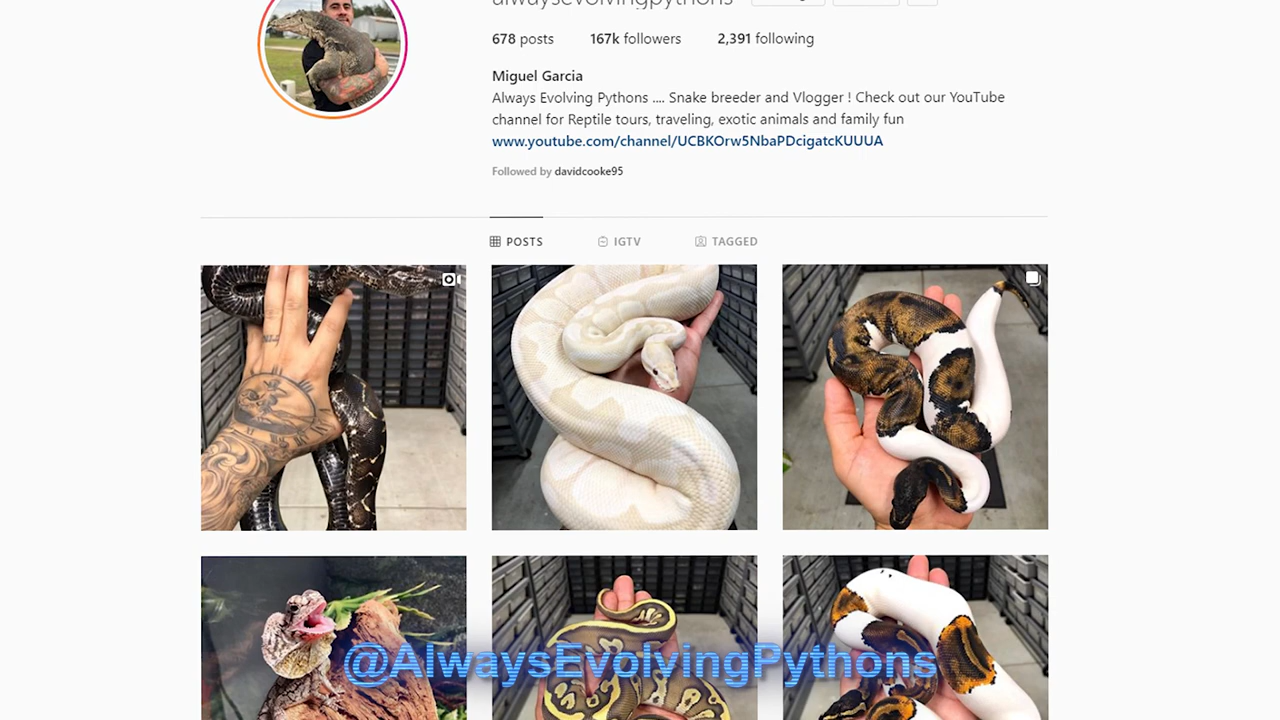 alwaysevolvingpythons
678 posts 167k followers 2,391 following
Miguel Garcia
Always Evolving Pythons .... Snake breeder and Vlogger ! Check out our YouTube
channel for Reptile tours, traveling, exotic animals and family fun
www.youtube.com/channel/UCBKOrw5NbaPDcigatcKUUUA
Followed by davidcooke95
POSTS IGTV TAGGED
@AlwaysEvolvingPythons